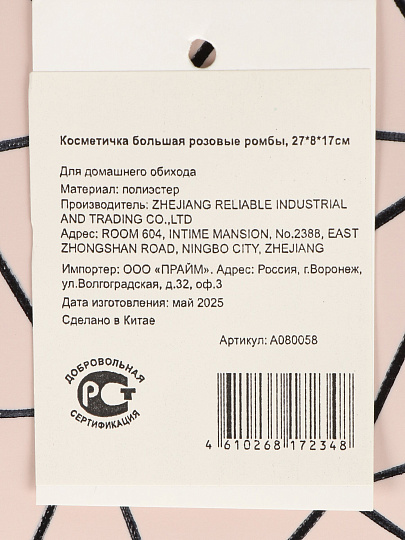 Косметичка большая розовые ромбы, 27*8*17см
Для домашнего обихода
Материал: полиэстер
Производитель: ZHEJIANG RELIABLE INDUSTRIAL
AND TRADING CO.,LTD
Адрес: ROOM 604, INTIME MANSION, No.2388, EAST
ZHONGSHAN ROAD, NINGBO CITY, ZHEJIANG
Импортер: ООО «ПРАЙМ». Адрес: Россия, г.Воронеж,
ул.Волгоградская, д.32, оф.3
Дата изготовления: май 2025
Сделано в Китае
Артикул: A080058
ДОБРОВОЛЬНАЯ
РСТ
СЕРТИФИКАЦИЯ
4 610268 172348